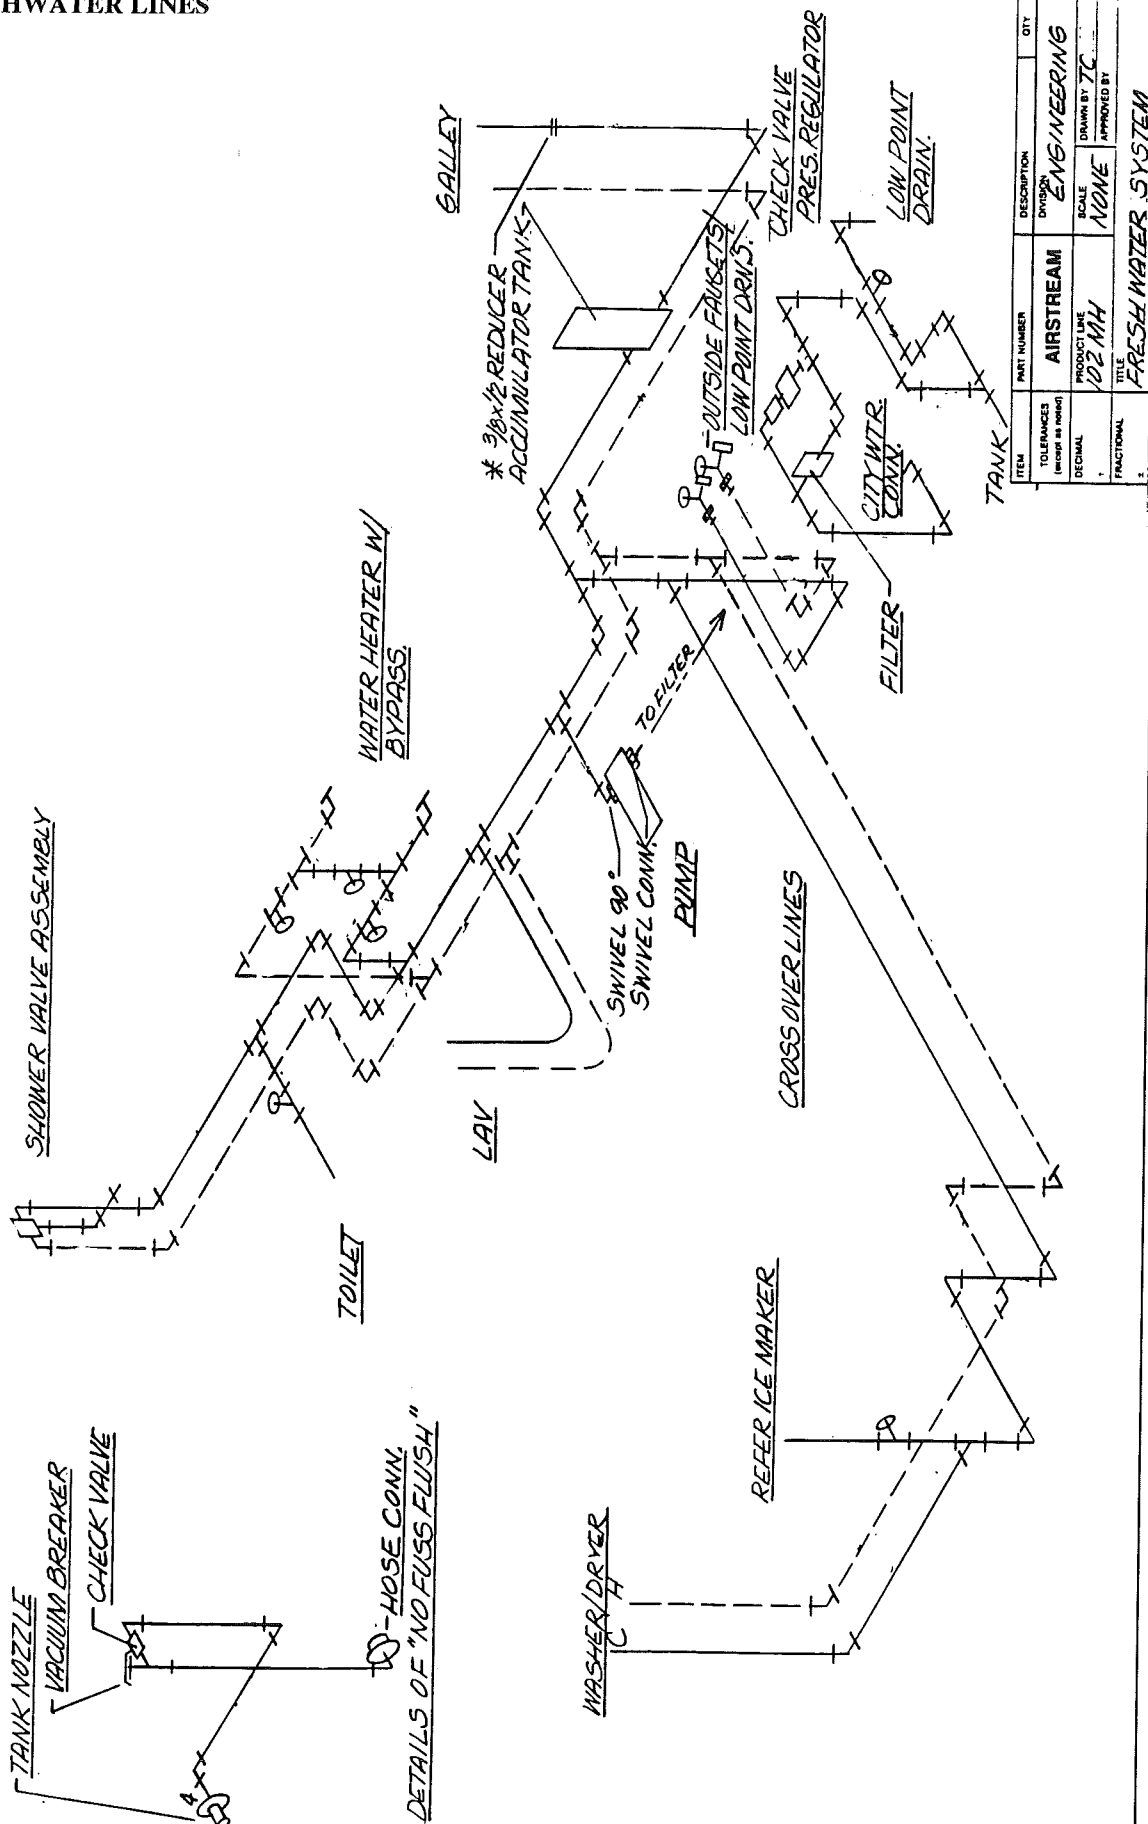 HWATER LINES
TANK NOZZLE
VACUUM BREAKER
CHECK VALVE
4
HOSE CONN.
DETAILS OF "NO FUSS FLUSH"
SHOWER VALVE ASSEMBLY
TOILET
WATER HEATER W/
BYPASS.
LAV
SWIVEL 90°
SWIVEL CONN.
PUMP
TO FILTER
GALLEY
* 3/8 x 1/2 REDUCER
ACCUMULATOR TANK
OUTSIDE FAUCETS/
LOW POINT DRNS.
CHECK VALVE
PRES. REGULATOR
LOW POINT
DRAIN.
CITY WTR.
CONN.
TANK
FILTER
CROSSOVER LINES
REFER ICE MAKER
WASHER/DRYER
C H
ITEM PART NUMBER DESCRIPTION QTY
TOLERANCES
(except as noted)
AIRSTREAM
DIVISION
ENGINEERING
DECIMAL
PRODUCT LINE
102 MH
SCALE
NONE
DRAWN BY TC
APPROVED BY
FRACTIONAL
TITLE
FRESH WATER SYSTEM